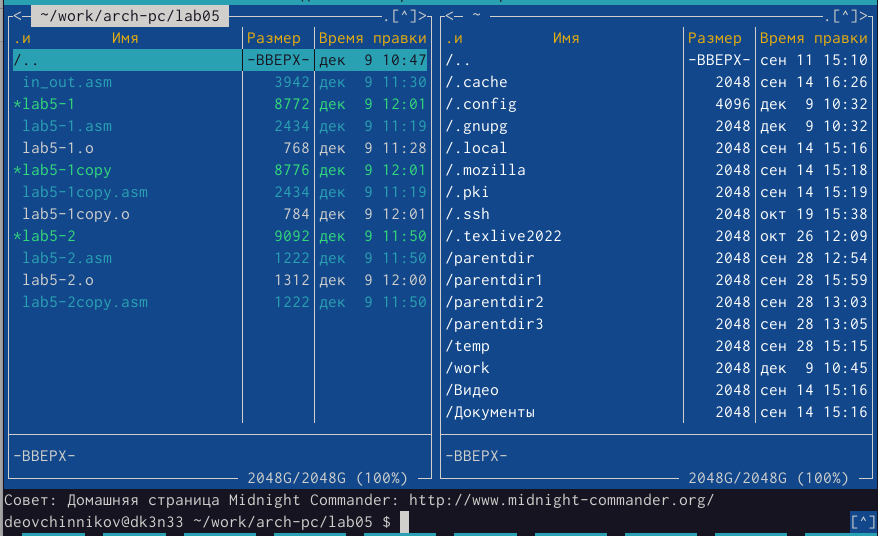 <─ ~/work/arch-pc/lab05 ─.[^]>
.и Имя Размер Время правки
/.. -ВВЕРХ- дек 9 10:47
in_out.asm 3942 дек 9 11:30
*lab5-1 8772 дек 9 12:01
lab5-1.asm 2434 дек 9 11:19
lab5-1.o 768 дек 9 11:28
*lab5-1copy 8776 дек 9 12:01
lab5-1copy.asm 2434 дек 9 11:19
lab5-1copy.o 784 дек 9 12:01
*lab5-2 9092 дек 9 11:50
lab5-2.asm 1222 дек 9 11:50
lab5-2.o 1312 дек 9 12:00
lab5-2copy.asm 1222 дек 9 11:50
-ВВЕРХ-
2048G/2048G (100%)
<─ ~ ─.[^]>
.и Имя Размер Время правки
/.. -ВВЕРХ- сен 11 15:10
/.cache 2048 сен 14 16:26
/.config 4096 дек 9 10:32
/.gnupg 2048 дек 9 10:32
/.local 2048 сен 14 15:16
/.mozilla 2048 сен 14 15:18
/.pki 2048 сен 14 15:19
/.ssh 2048 окт 19 15:38
/.texlive2022 2048 окт 26 12:09
/parentdir 2048 сен 28 12:54
/parentdir1 2048 сен 28 15:59
/parentdir2 2048 сен 28 13:03
/parentdir3 2048 сен 28 13:05
/temp 2048 сен 28 15:15
/work 2048 дек 9 10:45
/Видео 2048 сен 14 15:16
/Документы 2048 сен 14 15:16
-ВВЕРХ-
2048G/2048G (100%)
Совет: Домашняя страница Midnight Commander: http://www.midnight-commander.org/
deovchinnikov@dk3n33 ~/work/arch-pc/lab05 $ [^]